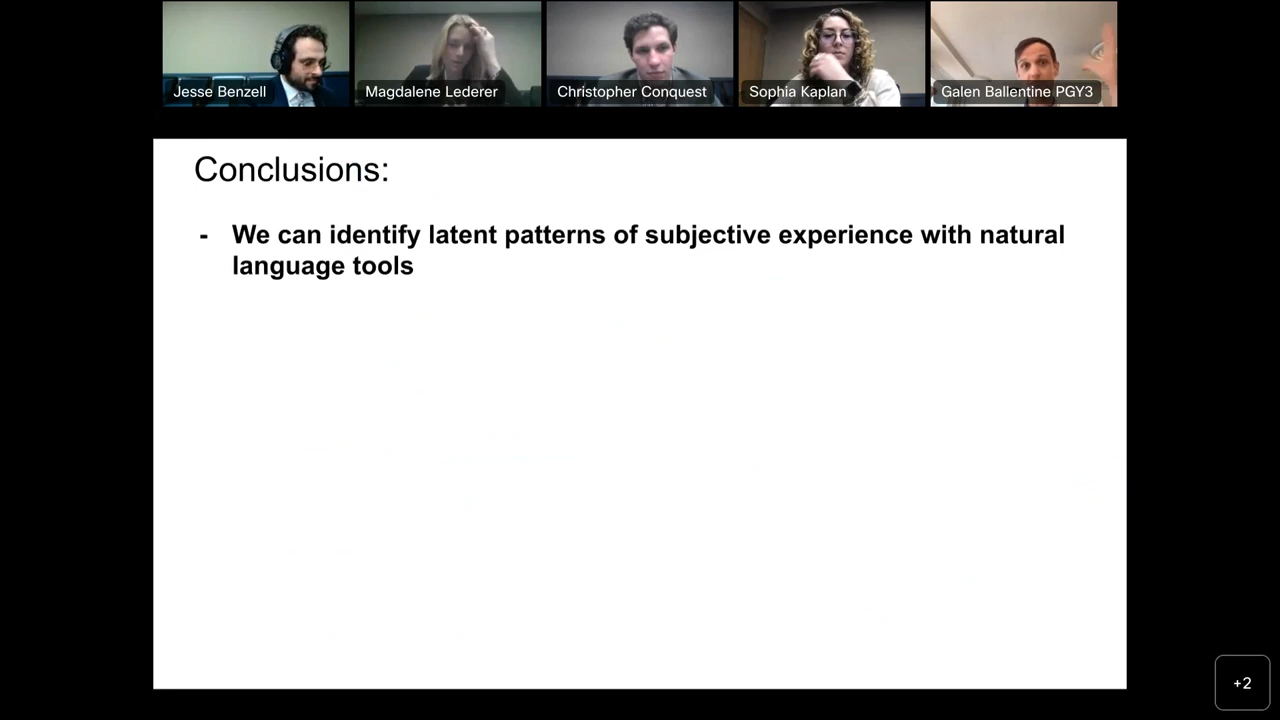 Jesse Benzell
Magdalene Lederer
Christopher Conquest
Sophia Kaplan
Galen Ballentine PGY3
Conclusions:
- We can identify latent patterns of subjective experience with natural
language tools
+2